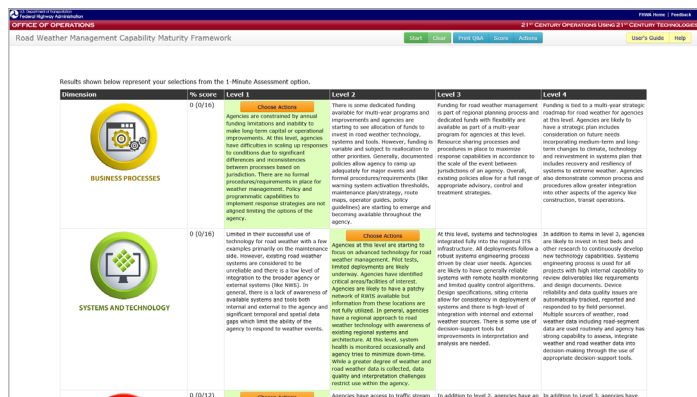 U.S. Department of Transportation
Federal Highway Administration
FHWA Home | Feedback
OFFICE OF OPERATIONS
21ST CENTURY OPERATIONS USING 21ST CENTURY TECHNOLOGIES
Road Weather Management Capability Maturity Framework
Start Clear Print Q&A Score Actions User's Guide Help
Results shown below represent your selections from the 1-Minute Assessment option.
Dimension % score Level 1 Level 2 Level 3 Level 4
BUSINESS PROCESSES
0 (0/16)
Choose Actions
Agencies are constrained by annual
funding limitations and inability to
make long-term capital or operational
improvements. At this level, agencies
have difficulties in scaling up responses
to conditions due to significant
differences and inconsistencies
between processes based on
jurisdiction. There are no formal
procedures/requirements in place for
weather management. Policy and
programmatic capabilities to
implement response strategies are not
aligned limiting the options of the
agency.
There is some dedicated funding
available for multi-year programs and
improvements and agencies are
starting to see allocation of funds to
invest in road weather technology,
systems and tools. However, funding is
variable and subject to reallocation to
other priorities. Generally, documented
policies allow agency to ramp up
adequately for major events and
formal procedures/requirements (like
warning system activation thresholds,
maintenance plan/strategy, route
maps, operator guides, policy
guidelines) are starting to emerge and
becoming available throughout the
agency.
Funding for road weather management
is part of regional planning process and
dedicated funds with flexibility are
available as part of a multi-year
program for agencies at this level.
Resource sharing processes and
procedures in place to maximize
response capabilities in accordance to
the scale of the event between
jurisdictions of an agency. Overall,
existing policies allow for a full range of
appropriate advisory, control and
treatment strategies.
Funding is tied to a multi-year strategic
roadmap for road weather for agencies
at this level. Agencies are likely to
have a strategic plan includes
consideration on future needs
incorporating medium-term and long-
term changes to climate, technology
and reinvestment in systems plan that
includes recovery and resiliency of
systems to extreme weather. Agencies
also demonstrate common process and
procedures allow greater integration
into other aspects of the agency like
construction, transit operations.
SYSTEMS AND TECHNOLOGY
0 (0/16)
Limited in their successful use of
technology for road weather with a few
examples primarily on the maintenance
side. However, existing road weather
systems are considered to be
unreliable and there is a low level of
integration to the broader agency or
external systems (like NWS). In
general, there is a lack of awareness of
available systems and tools both
internal and external to the agency and
significant temporal and spatial data
gaps which limit the ability of the
agency to respond to weather events.
Choose Actions
Agencies at this level are starting to
focus on advanced technology for road
weather management. Pilot tests,
limited deployments are likely
underway. Agencies have identified
critical areas/facilities of interest.
Agencies are likely to have a patchy
network of RWIS available but
information from these locations are
not fully utilized. In general, agencies
have a regional approach to road
weather technology with awareness of
existing regional systems and
architecture. At this level, system
health is monitored occasionally and
agency tries to minimize down-time.
While a greater degree of weather and
road weather data is collected, data
quality and interpretation challenges
restrict use within the agency.
At this level, systems and technologies
integrated fully into the regional ITS
infrastructure. All deployments follow a
robust systems engineering process
driven by clear user needs. Agencies
are likely to have generally reliable
systems with remote health monitoring
and limited quality control algorithms.
Design specifications, siting criteria
allow for consistency in deployment of
systems and there is high-level of
integration with internal and external
weather sources. There is some use of
decision-support tools but
improvements in interpretation and
analysis are needed.
In addition to items in level 3, agencies
are likely to invest in test beds and
other research to continuously develop
new technology capabilities. Systems
engineering process is used for all
projects with high internal capability to
review deliverables like requirements
and design documents. Device
reliability and data quality issues are
automatically tracked, reported and
responded to by field personnel.
Multiple sources of weather, road
weather data including road-segment
data are used routinely and agency has
strong capability to assess, integrate
weather and road weather data into
decision-making through the use of
appropriate decision-support tools.
0 (0/12)
Choose Actions
Agencies have access to traffic stream
In addition to level 2, agencies have an
In addition to Level 3, agencies have